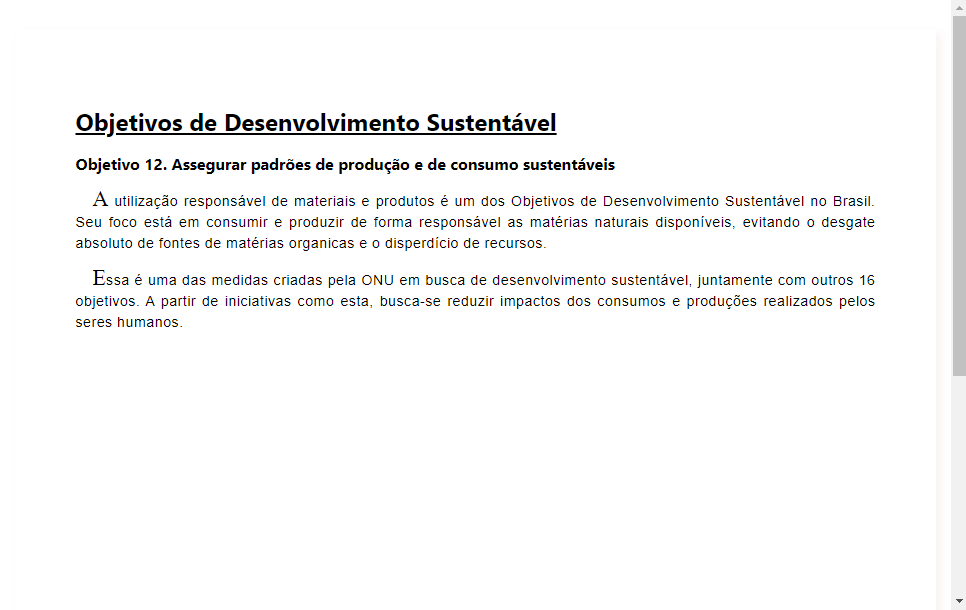 Objetivos de Desenvolvimento Sustentável
Objetivo 12. Assegurar padrões de produção e de consumo sustentáveis
A utilização responsável de materiais e produtos é um dos Objetivos de Desenvolvimento Sustentável no Brasil.
Seu foco está em consumir e produzir de forma responsável as matérias naturais disponíveis, evitando o desgate
absoluto de fontes de matérias organicas e o disperdício de recursos.
Essa é uma das medidas criadas pela ONU em busca de desenvolvimento sustentável, juntamente com outros 16
objetivos. A partir de iniciativas como esta, busca-se reduzir impactos dos consumos e produções realizados pelos
seres humanos.